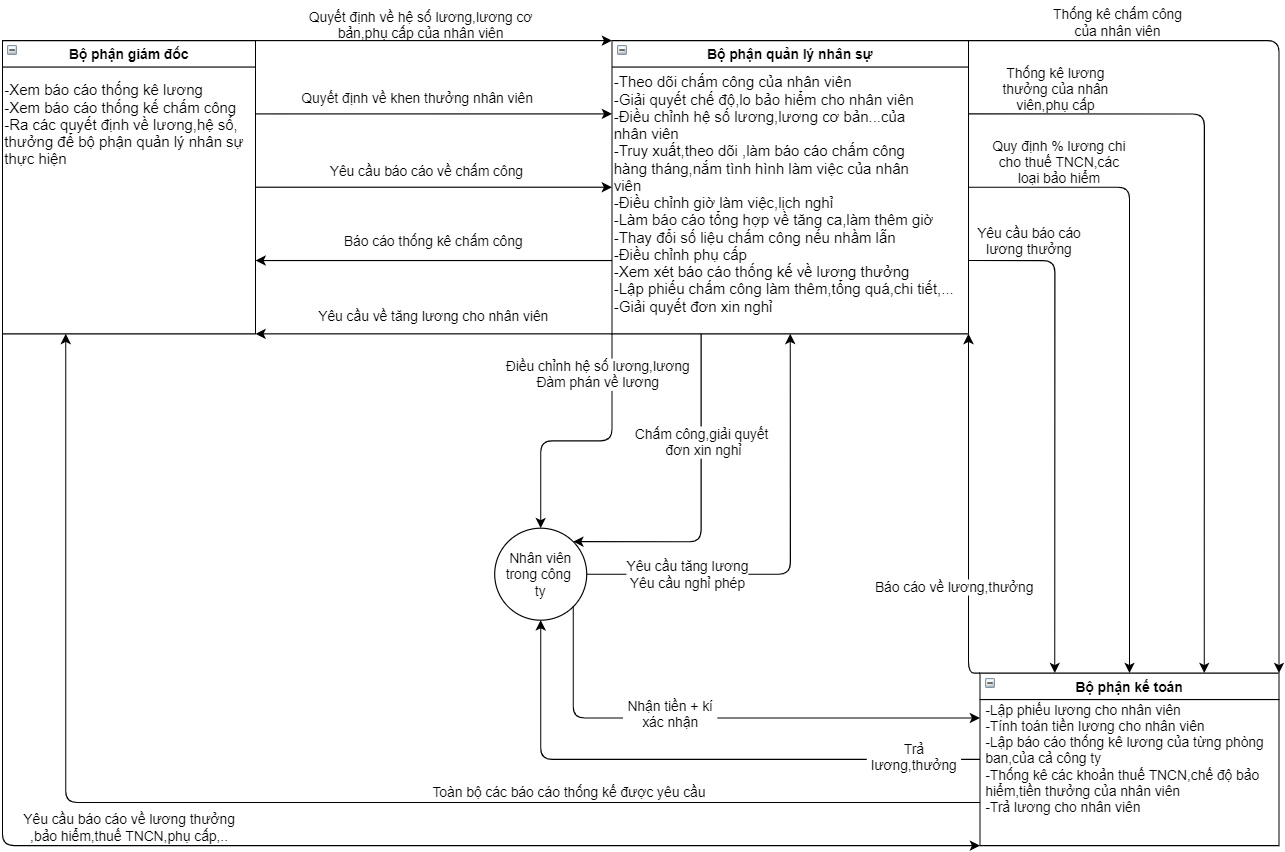 Quyết định về hệ số lương,lương cơ
bản,phụ cấp của nhân viên
Thống kê chấm công
của nhân viên
Bộ phận giám đốc
-Xem báo cáo thống kê lương
-Xem báo cáo thống kế chấm công
-Ra các quyết định về lương,hệ số,
thưởng để bộ phận quản lý nhân sự
thực hiện
Quyết định về khen thưởng nhân viên
Yêu cầu báo cáo về chấm công
Báo cáo thống kê chấm công
Yêu cầu về tăng lương cho nhân viên
Bộ phận quản lý nhân sự
-Theo dõi chấm công của nhân viên
-Giải quyết chế độ,lo bảo hiểm cho nhân viên
-Điều chỉnh hệ số lương,lương cơ bản...của
nhân viên
-Truy xuất,theo dõi ,làm báo cáo chấm công
hàng tháng,nắm tình hình làm việc của nhân
viên
-Điều chỉnh giờ làm việc,lịch nghỉ
-Làm báo cáo tổng hợp về tăng ca,làm thêm giờ
-Thay đổi số liệu chấm công nếu nhầm lẫn
-Điều chỉnh phụ cấp
-Xem xét báo cáo thống kế về lương thưởng
-Lập phiếu chấm công làm thêm,tổng quá,chi tiết,...
-Giải quyết đơn xin nghỉ
Thống kê lương
thưởng của nhân
viên,phụ cấp
Quy định % lương chi
cho thuế TNCN,các
loại bảo hiểm
Yêu cầu báo cáo
lương thưởng
Điều chỉnh hệ số lương,lương
Đàm phán về lương
Chấm công,giải quyết
đơn xin nghỉ
Nhân viên
trong công
ty
Yêu cầu tăng lương
Yêu cầu nghỉ phép
Báo cáo về lương,thưởng
Nhận tiền + kí
xác nhận
Trả
lương,thưởng
Bộ phận kế toán
-Lập phiếu lương cho nhân viên
-Tính toán tiền lương cho nhân viên
-Lập báo cáo thống kê lương của từng phòng
ban,của cả công ty
-Thống kê các khoản thuế TNCN,chế độ bảo
hiểm,tiền thưởng của nhân viên
-Trả lương cho nhân viên
Toàn bộ các báo cáo thống kế được yêu cầu
Yêu cầu báo cáo về lương thưởng
,bảo hiểm,thuế TNCN,phụ cấp,..